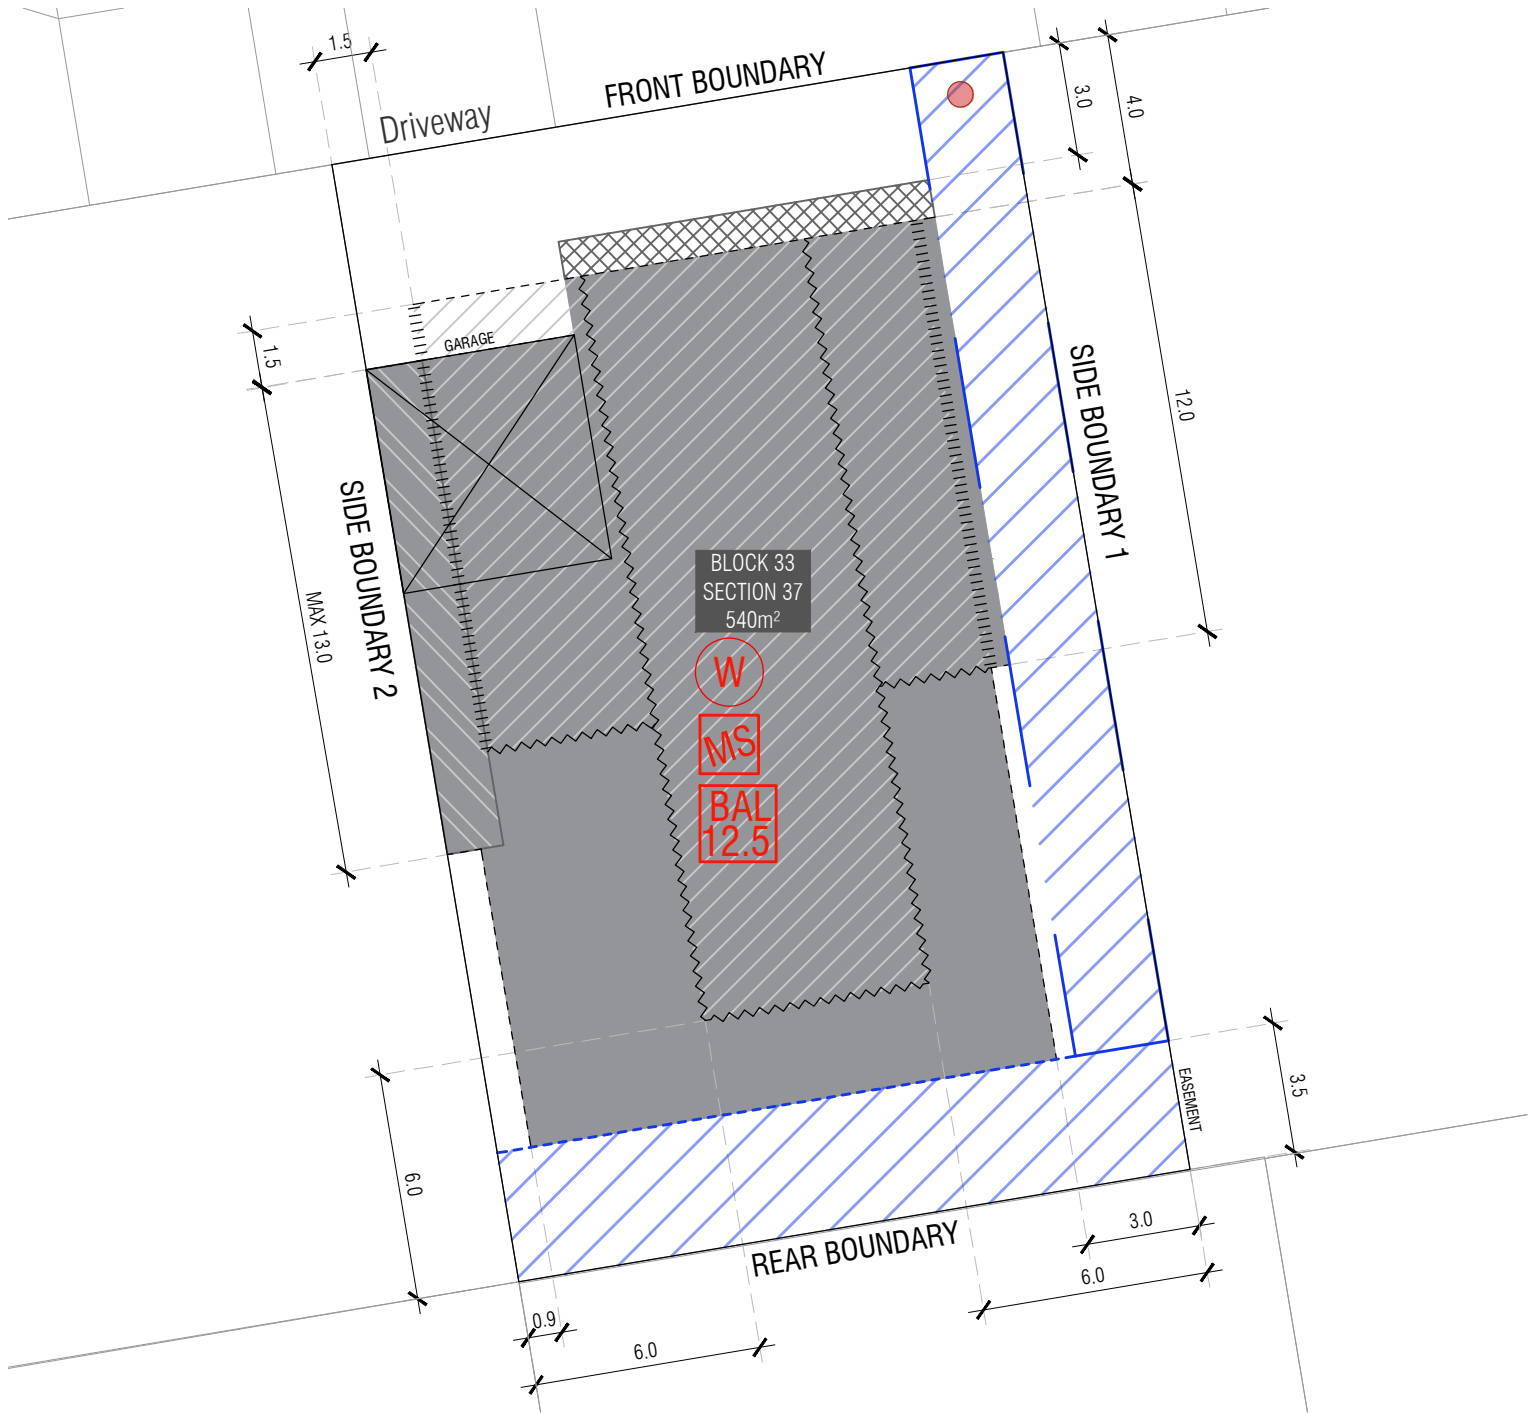 1.5
FRONT BOUNDARY
Driveway
3.0
4.0
1.5
GARAGE
SIDE BOUNDARY 1
12.0
SIDE BOUNDARY 2
MAX 13.0
BLOCK 33
SECTION 37
540m²
W
MS
BAL
12.5
EASEMENT
3.5
6.0
REAR BOUNDARY
3.0
6.0
0.9
6.0